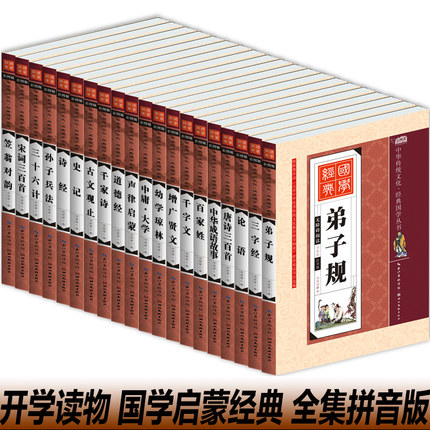 笠翁对韵
宋词三百首
三十六计
孙子兵法
诗经
史记
古文观止
千家诗
道德经
声律启蒙
中庸·大学
幼学琼林
增广贤文
千字文
百家姓
中华成语故事
唐诗三百首
论语
三字经
弟子规
國學
經典
弟子规
中华传统文化·经典国学丛书
开学读物 国学启蒙经典 全集拼音版